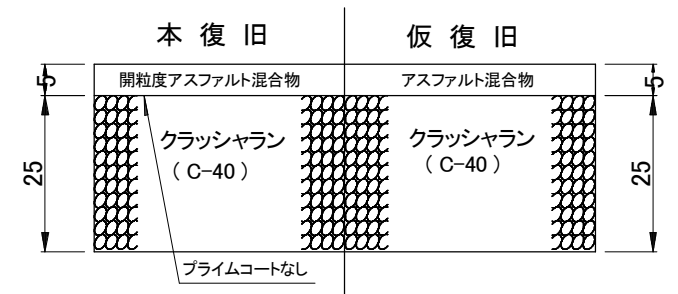 本復旧
仮復旧
5
開粒度アスファルト混合物
アスファルト混合物
5
25
クラッシャラン
(C-40)
クラッシャラン
(C-40)
25
プライムコートなし